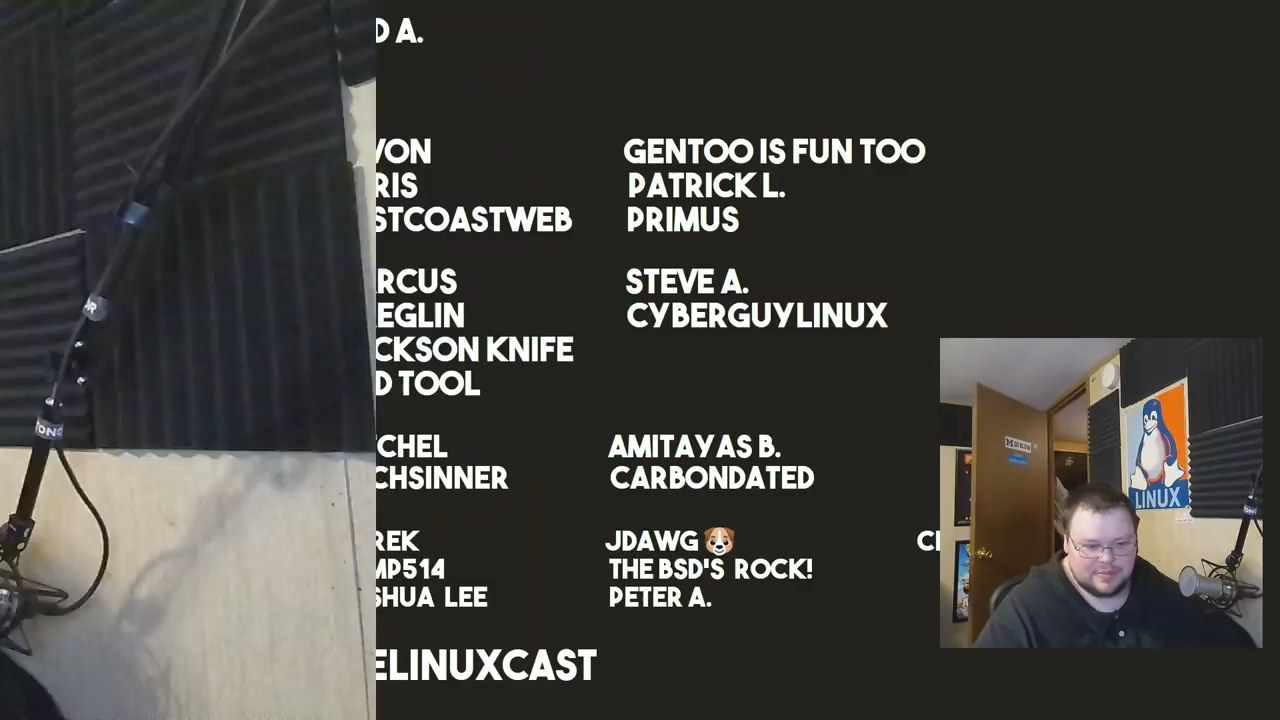 D A.
VON GENTOO IS FUN TOO
RIS PATRICK L.
STCOASTWEB PRIMUS
RCUS STEVE A.
EGLIN CYBERGUYLINUX
CKSON KNIFE
D TOOL
CHEL AMITAYAS B.
CHSINNER CARBONDATED
REK JDAWG🐶
MP514 THE BSD'S ROCK!
SHUA LEE PETER A.
ELINUXCAST
LINUX